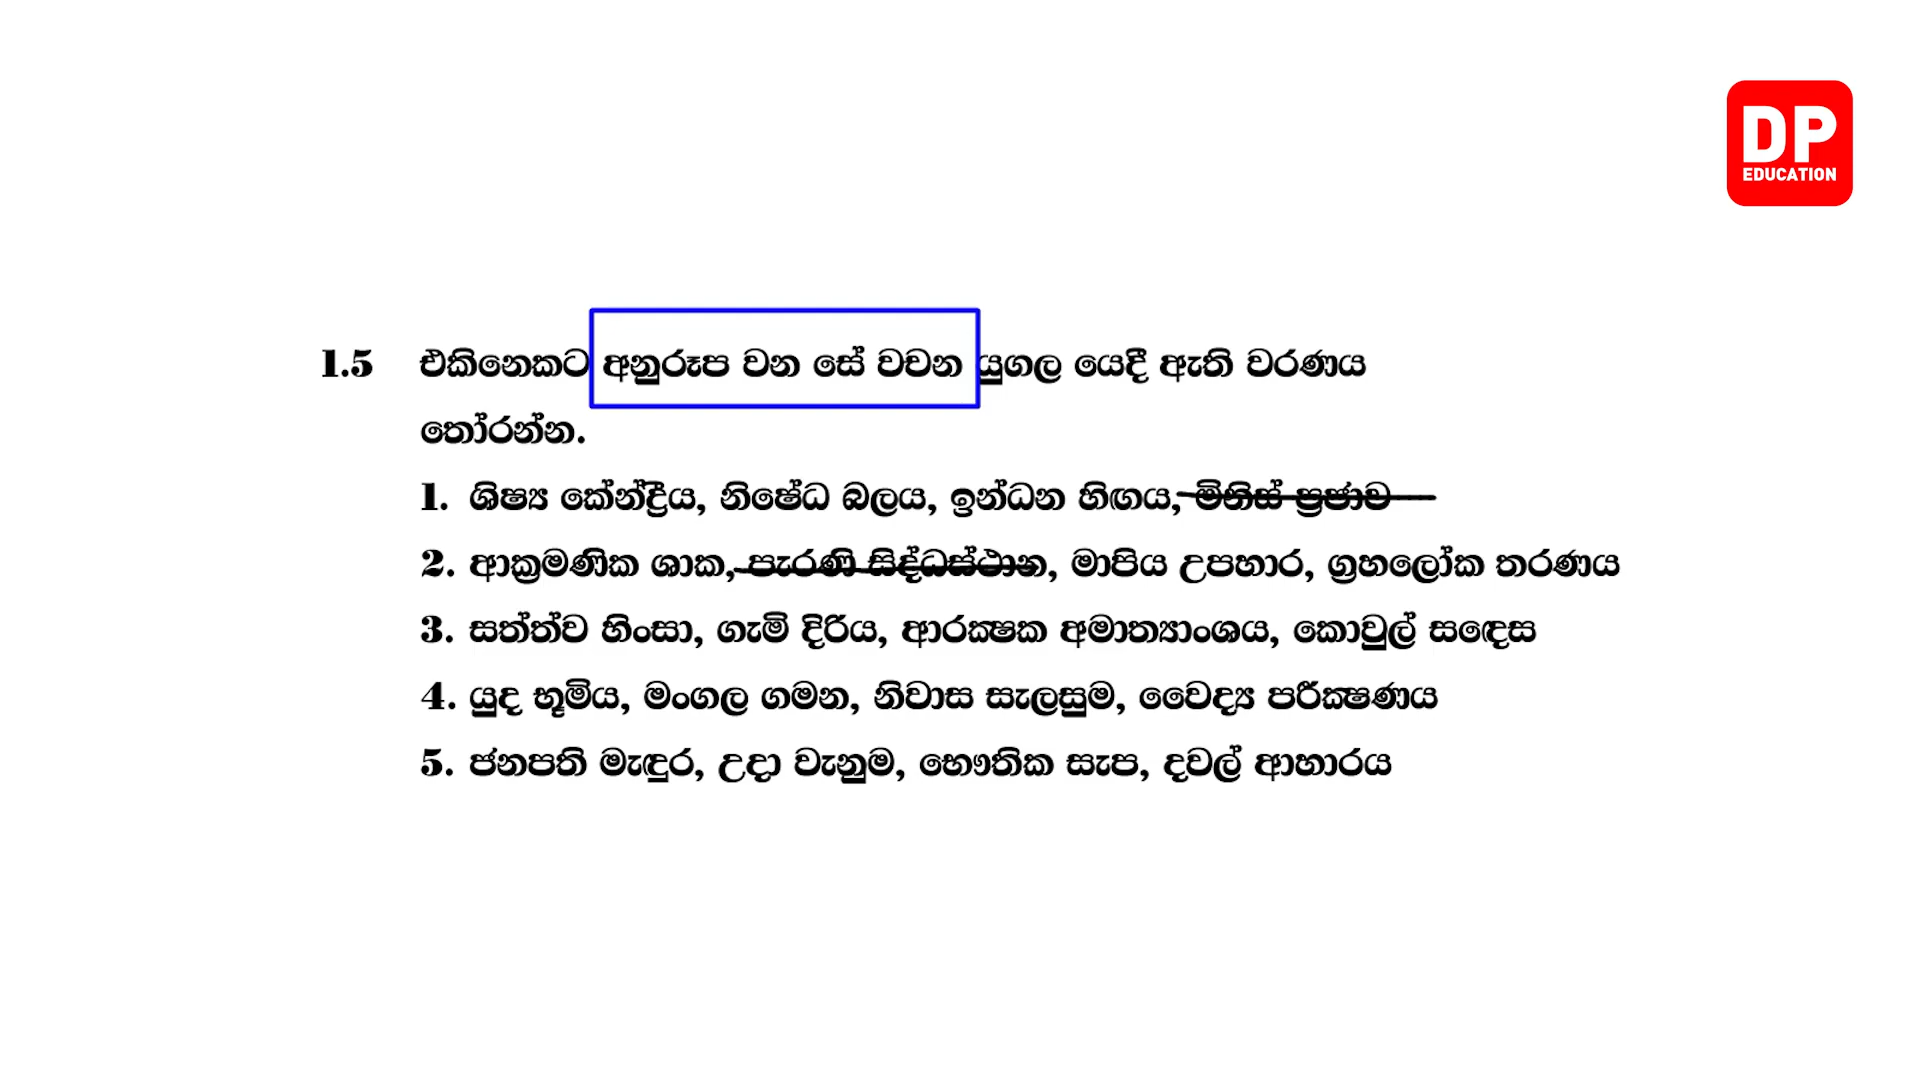 DP
EDUCATION
1.5 එකිනෙකට අනුරූප වන සේ වචන යුගල යෙදී ඇති වරණය
තෝරන්න.
1. ශිෂ්‍ය කේන්ද්‍රීය, නිෂේධ බලය, ඉන්ධන හිඟය, මිනිස් ප්‍රජාව
2. ආක්‍රමණික ශාක, පැරණි සිද්ධස්ථාන, මාපිය උපහාර, ග්‍රහලෝක තරණය
3. සත්ත්ව හිංසා, ගැමි දිරිය, ආරක්‍ෂක අමාත්‍යාංශය, කොවුල් සඳෙස
4. යුද භූමිය, මංගල ගමන, නිවාස සැලසුම, වෛද්‍ය පරීක්‍ෂණය
5. ජනපති මැඳුර, උදා වැනුම, භෞතික සැප, දවල් ආහාරය